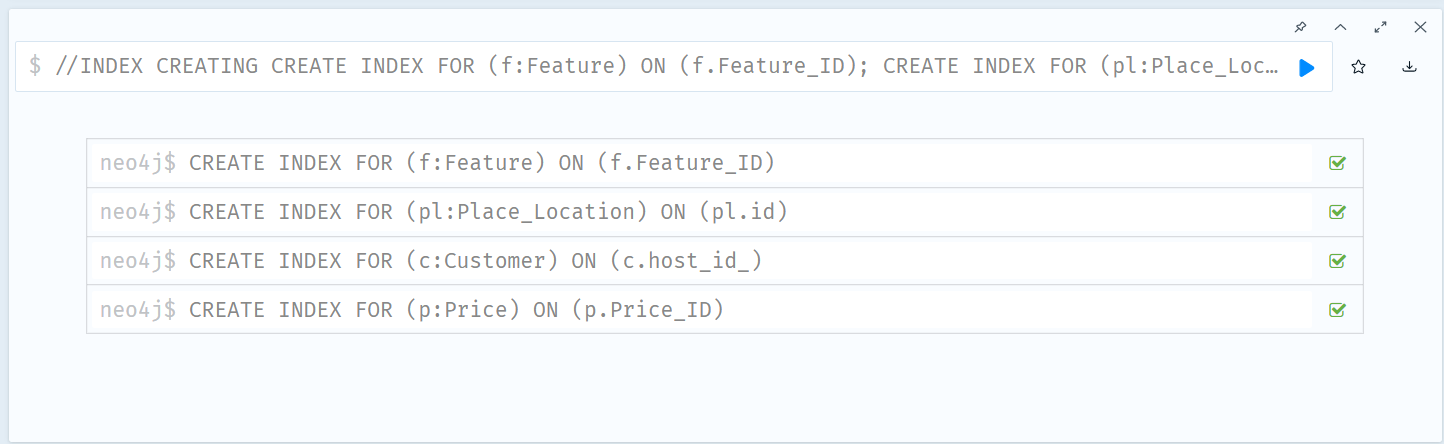 $ //INDEX CREATING CREATE INDEX FOR (f:Feature) ON (f.Feature_ID); CREATE INDEX FOR (pl:Place_Loc…
neo4j$ CREATE INDEX FOR (f:Feature) ON (f.Feature_ID)
neo4j$ CREATE INDEX FOR (pl:Place_Location) ON (pl.id)
neo4j$ CREATE INDEX FOR (c:Customer) ON (c.host_id_)
neo4j$ CREATE INDEX FOR (p:Price) ON (p.Price_ID)